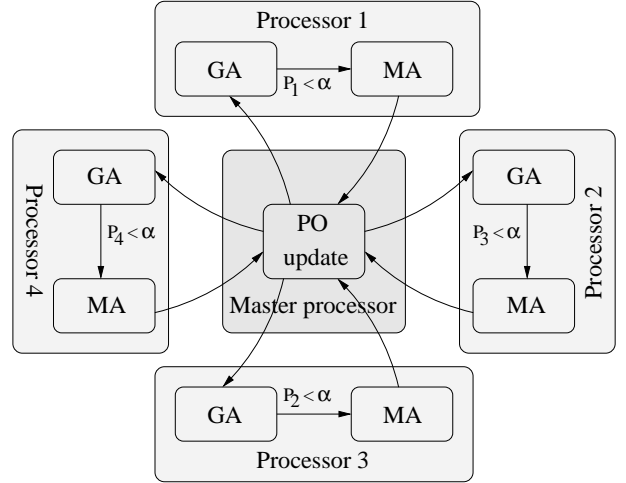 Processor 1
GA
P1 < α
MA
Processor 4
GA
P4 < α
MA
PO
update
Master processor
GA
P3 < α
MA
Processor 2
GA
P2 < α
MA
Processor 3